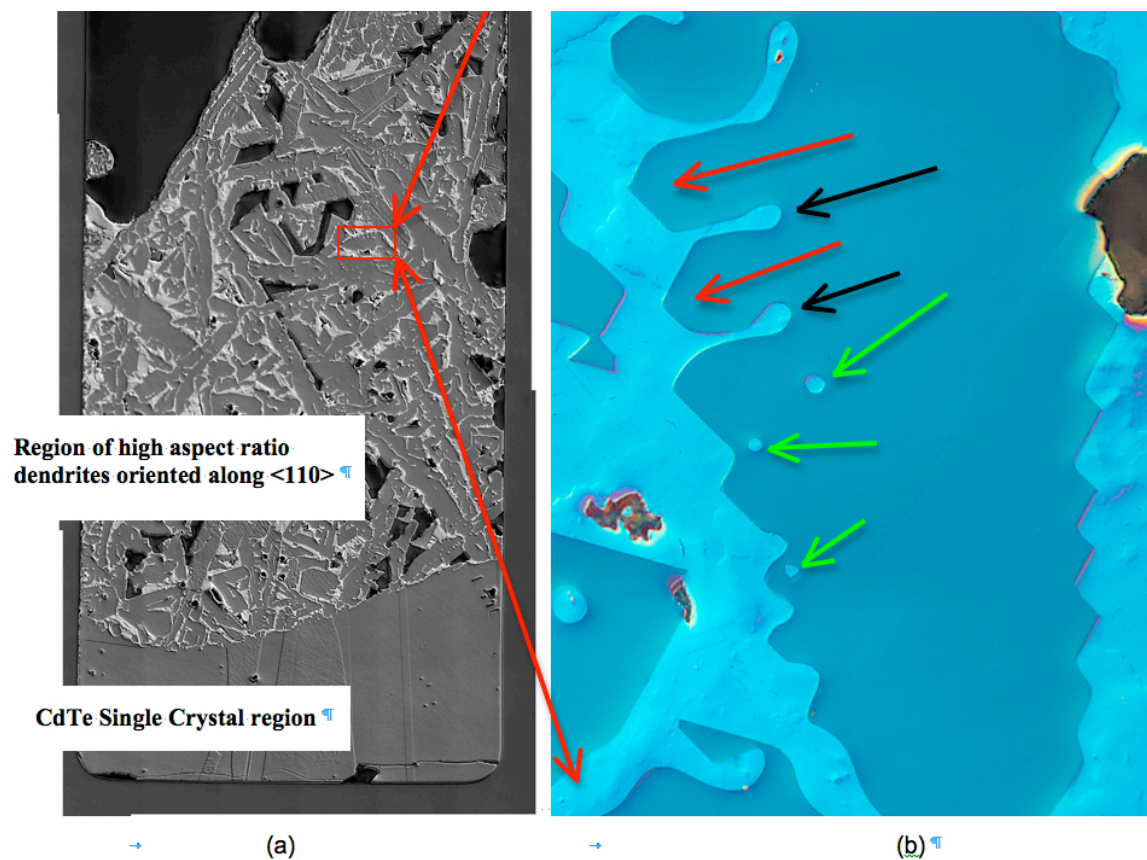 Region of high aspect ratio
dendrites oriented along <110> ¶
CdTe Single Crystal region ¶
(a)
(b) ¶